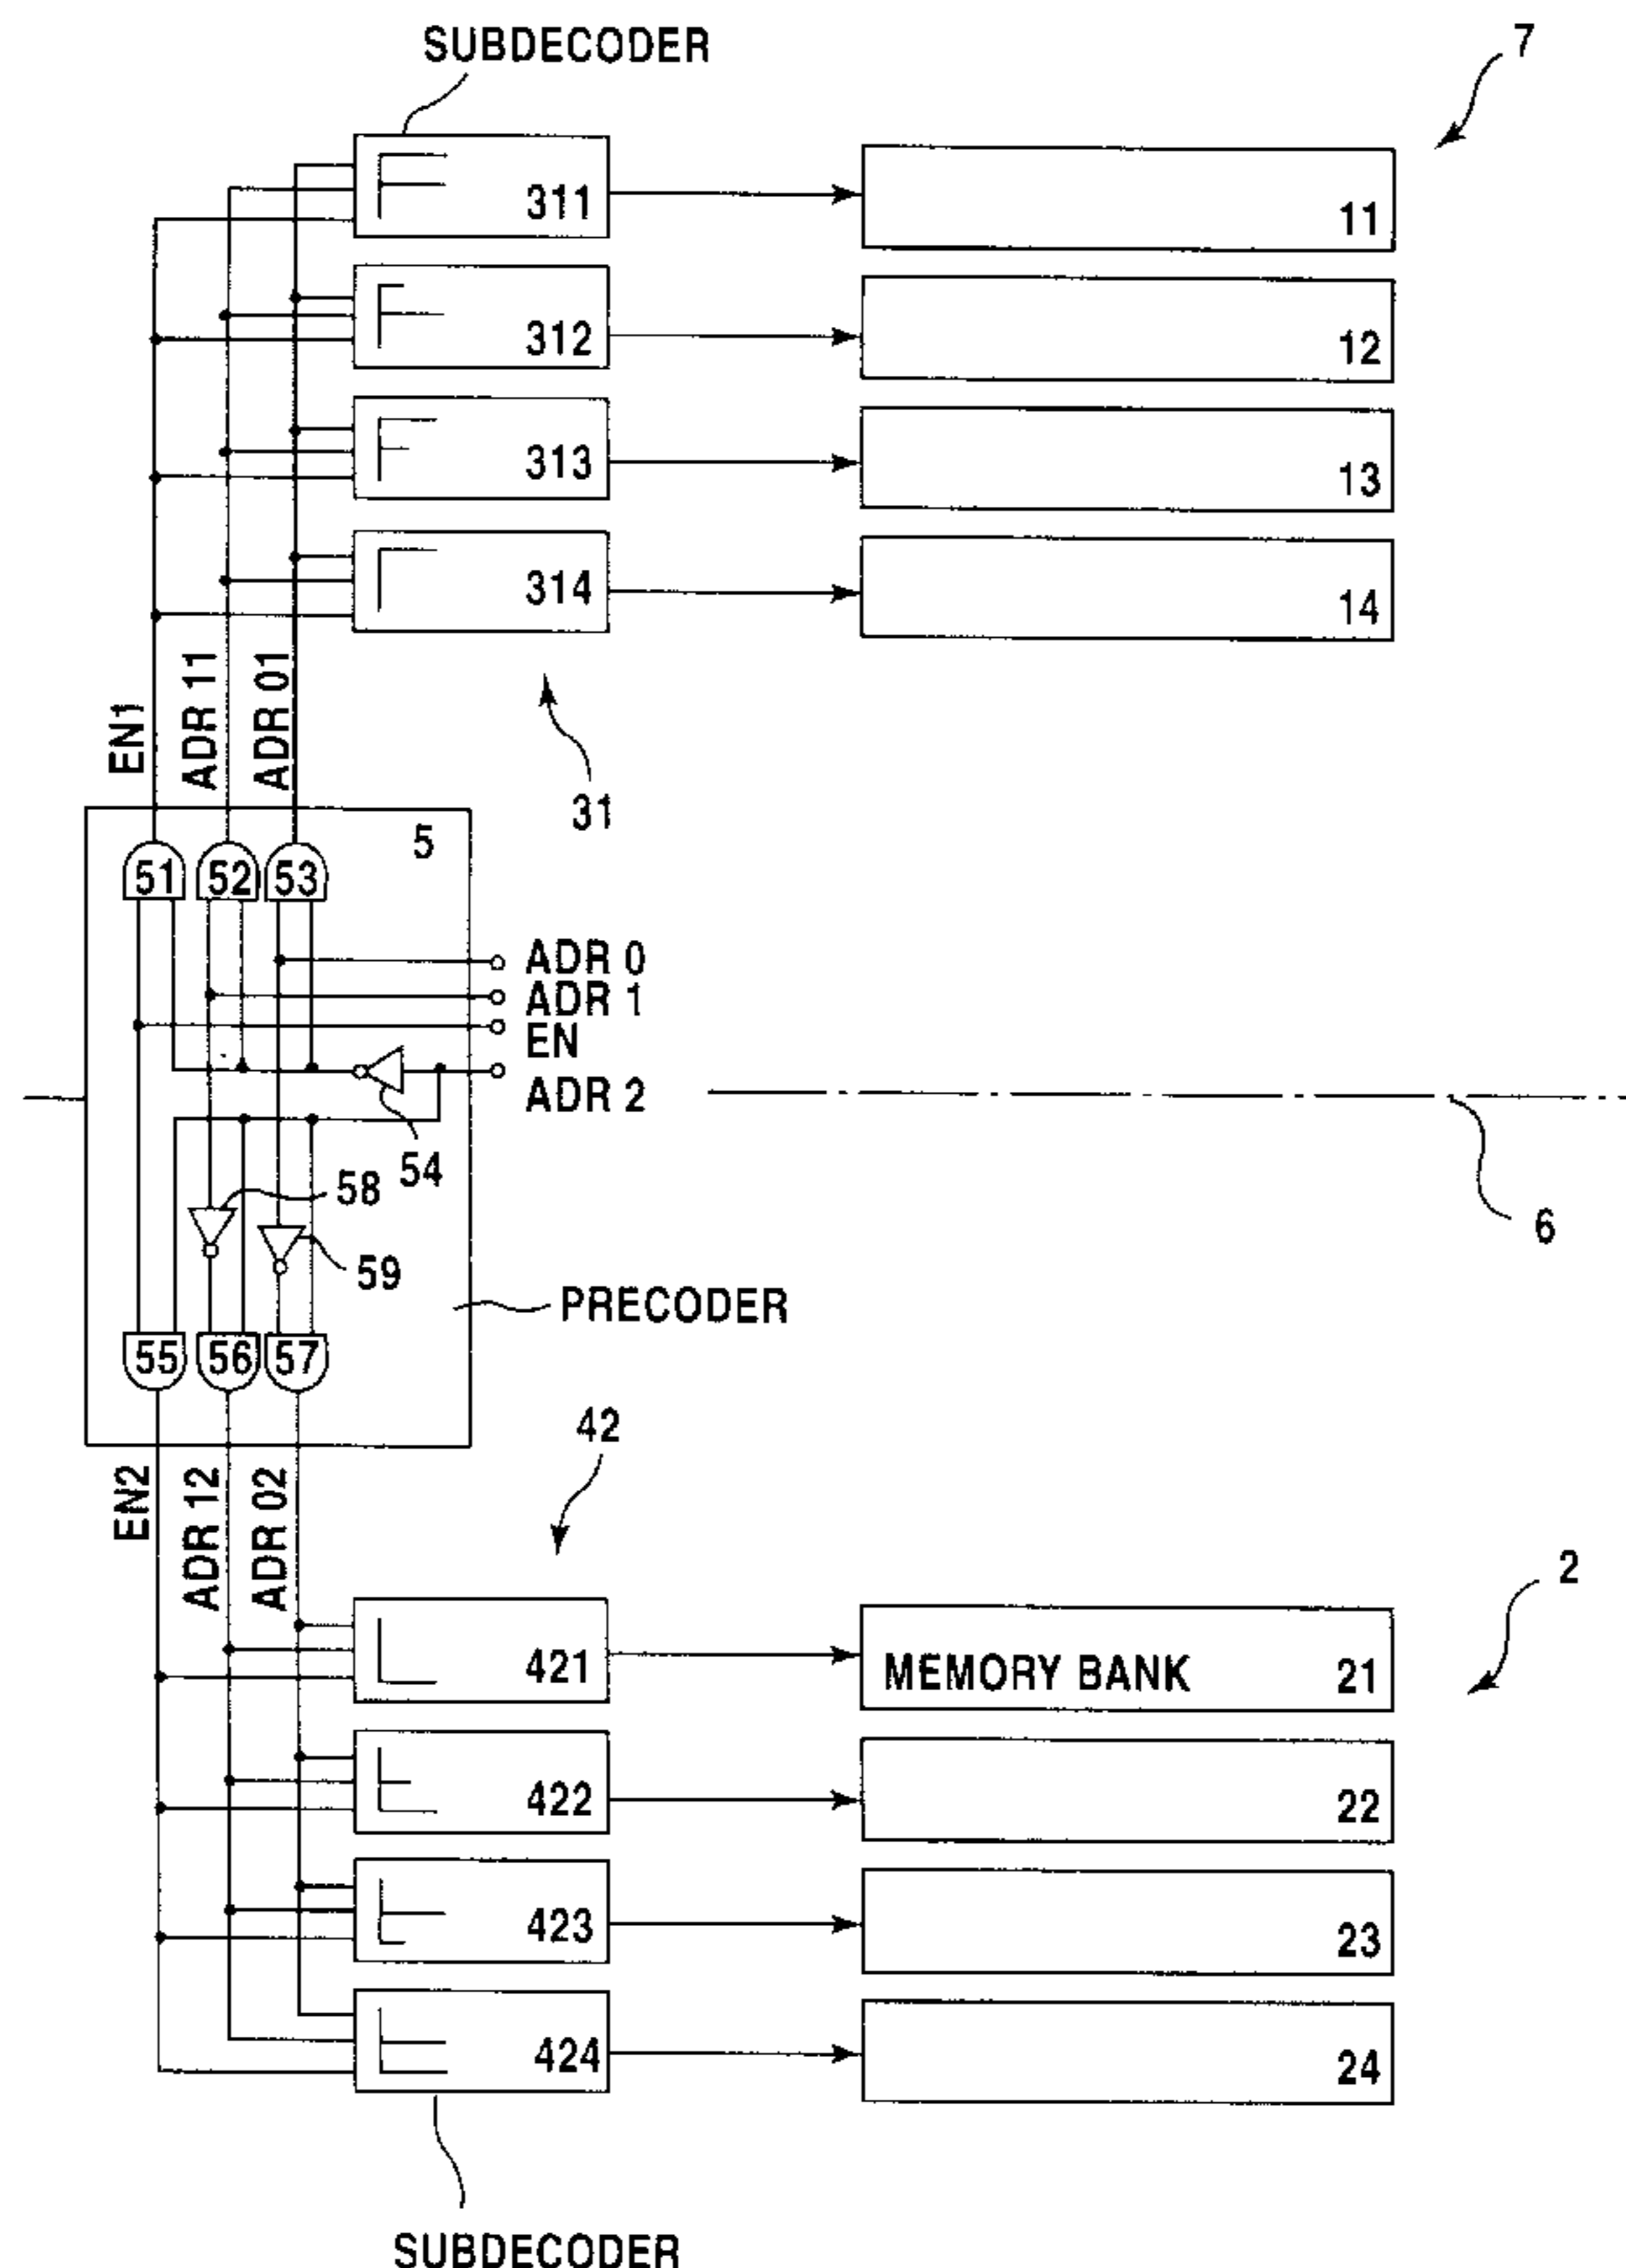 SUBDECODER
7
311
11
312
12
313
13
314
14
EN1
ADR 11
ADR 01
31
5
51
52
53
ADR 0
ADR 1
EN
ADR 2
54
58
6
59
PRECODER
55
56
57
42
EN2
ADR 12
ADR 02
2
421
MEMORY BANK
21
422
22
423
23
424
24
SUBDECODER